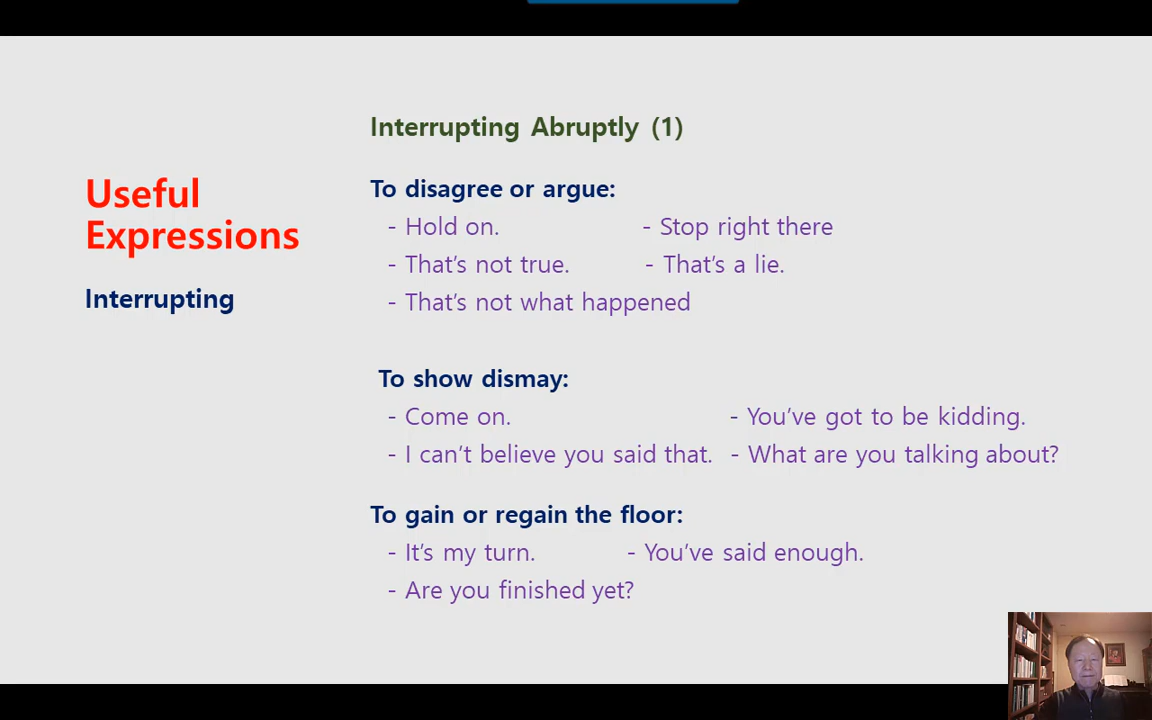 Interrupting Abruptly (1)
Useful
Expressions
Interrupting
To disagree or argue:
- Hold on. - Stop right there
- That's not true. - That's a lie.
- That's not what happened
To show dismay:
- Come on. - You've got to be kidding.
- I can't believe you said that. - What are you talking about?
To gain or regain the floor:
- It's my turn. - You've said enough.
- Are you finished yet?